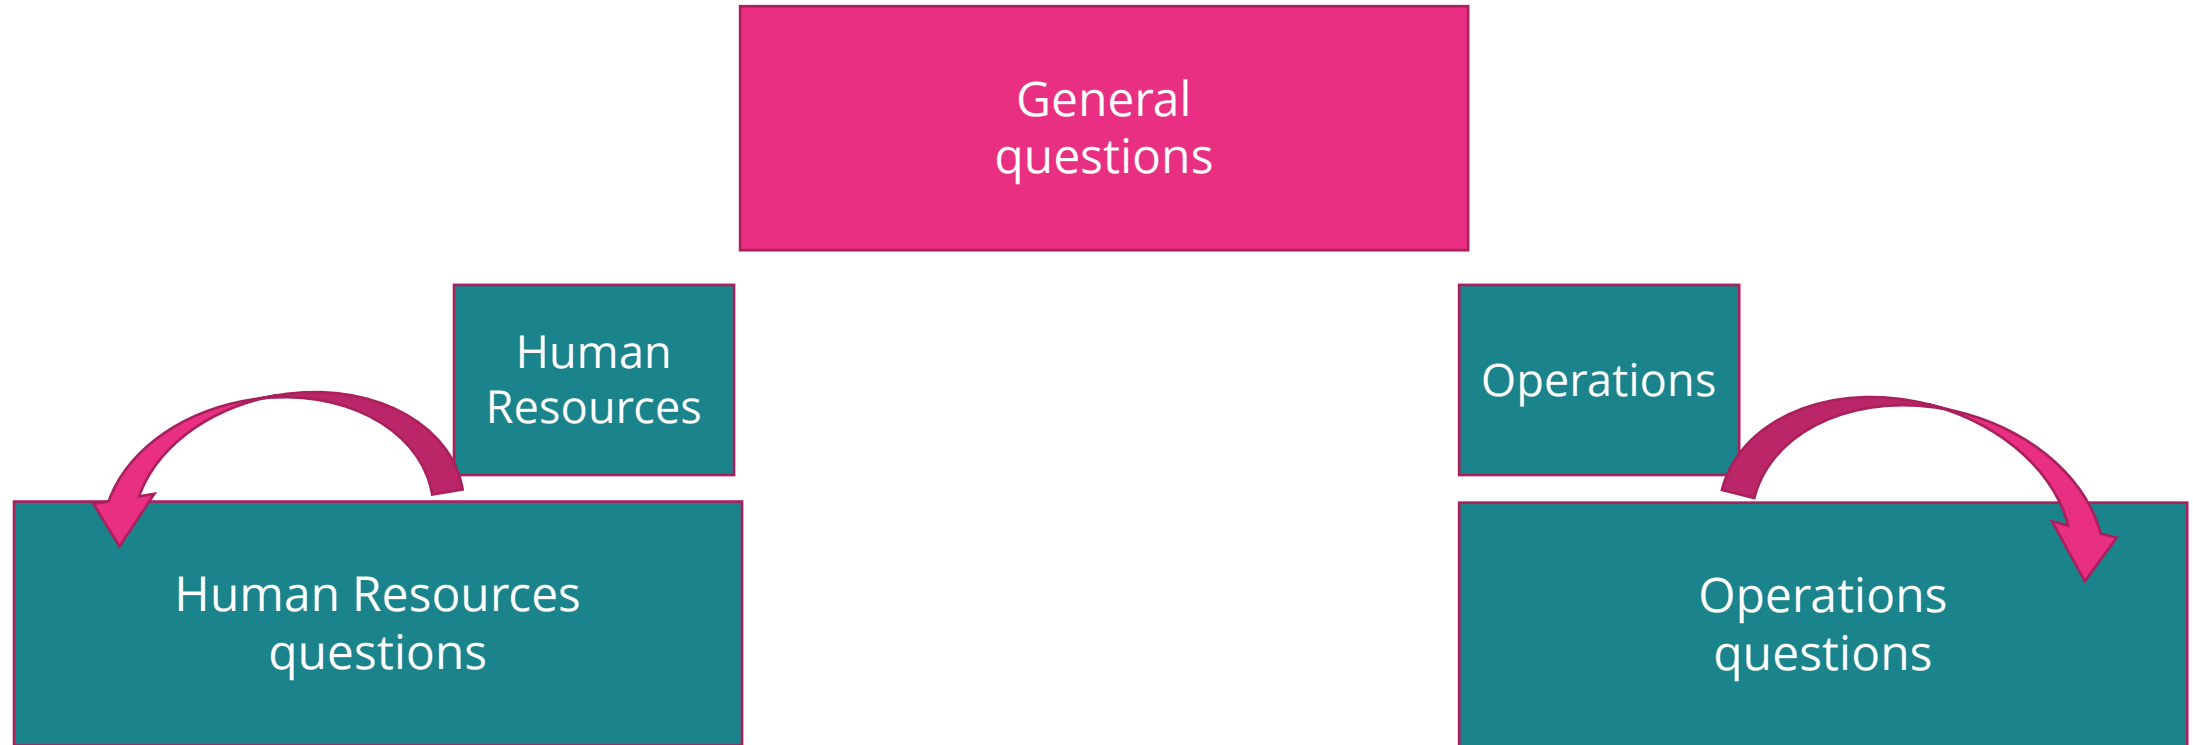 General
questions
Human
Resources
Operations
Human Resources
questions
Operations
questions